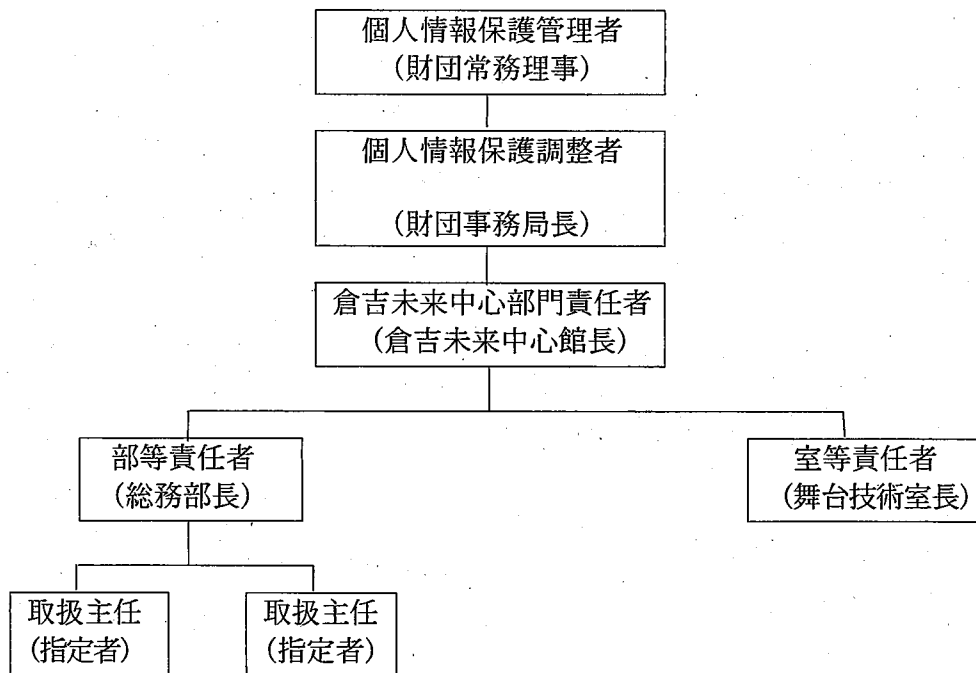 個人情報保護管理者
(財団常務理事)
個人情報保護調整者
(財団事務局長)
倉吉未来中心部門責任者
(倉吉未来中心館長)
部等責任者
(総務部長)
室等責任者
(舞台技術室長)
取扱主任
(指定者)
取扱主任
(指定者)